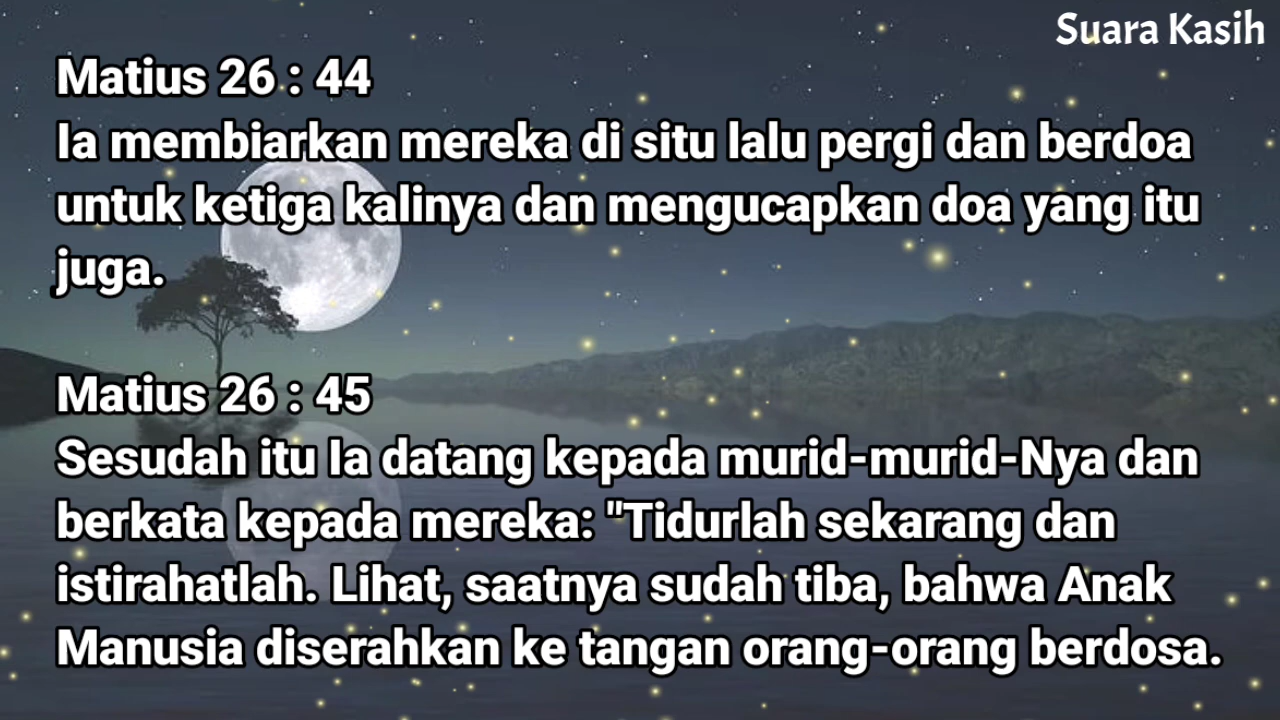 Suara Kasih
Matius 26 : 44
Ia membiarkan mereka di situ lalu pergi dan berdoa
untuk ketiga kalinya dan mengucapkan doa yang itu
juga.
Matius 26 : 45
Sesudah itu Ia datang kepada murid-murid-Nya dan
berkata kepada mereka: "Tidurlah sekarang dan
istirahatlah. Lihat, saatnya sudah tiba, bahwa Anak
Manusia diserahkan ke tangan orang-orang berdosa.